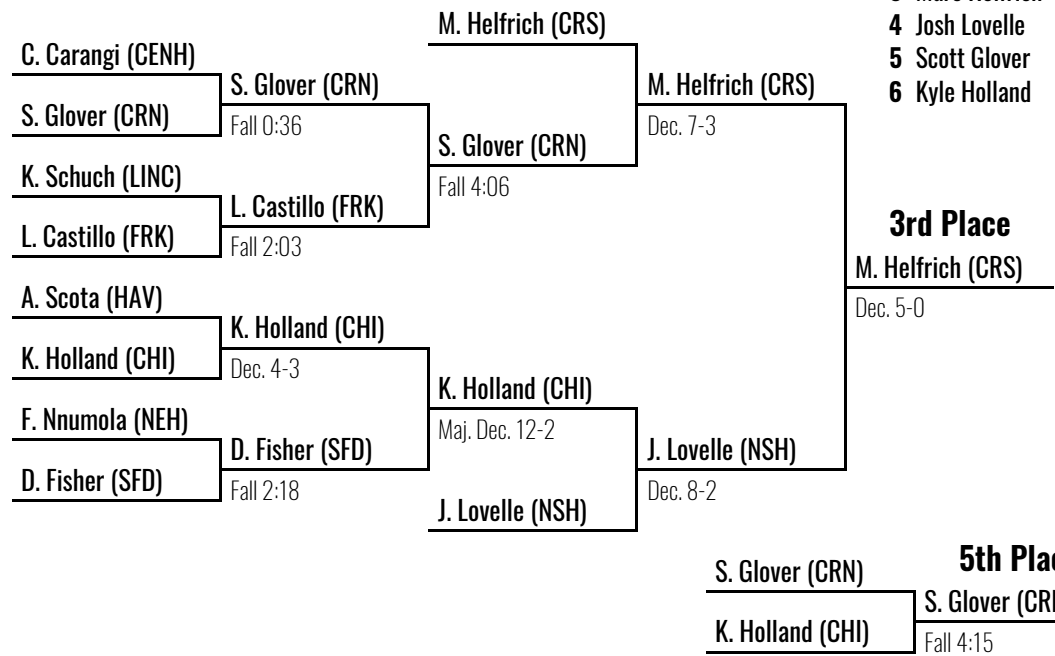 M. Helfrich (CRS)
4 Josh Lovelle
5 Scott Glover
6 Kyle Holland
C. Carangi (CENH)
S. Glover (CRN)
M. Helfrich (CRS)
S. Glover (CRN)
Fall 0:36
Dec. 7-3
S. Glover (CRN)
K. Schuch (LINC)
Fall 4:06
L. Castillo (FRK)
L. Castillo (FRK)
Fall 2:03
3rd Place
M. Helfrich (CRS)
A. Scota (HAV)
Dec. 5-0
K. Holland (CHI)
K. Holland (CHI)
Dec. 4-3
K. Holland (CHI)
F. Nnumola (NEH)
Maj. Dec. 12-2
D. Fisher (SFD)
J. Lovelle (NSH)
D. Fisher (SFD)
Fall 2:18
Dec. 8-2
J. Lovelle (NSH)
5th
S. Glover (CRN)
S. Glover
K. Holland (CHI)
Fall 4:15